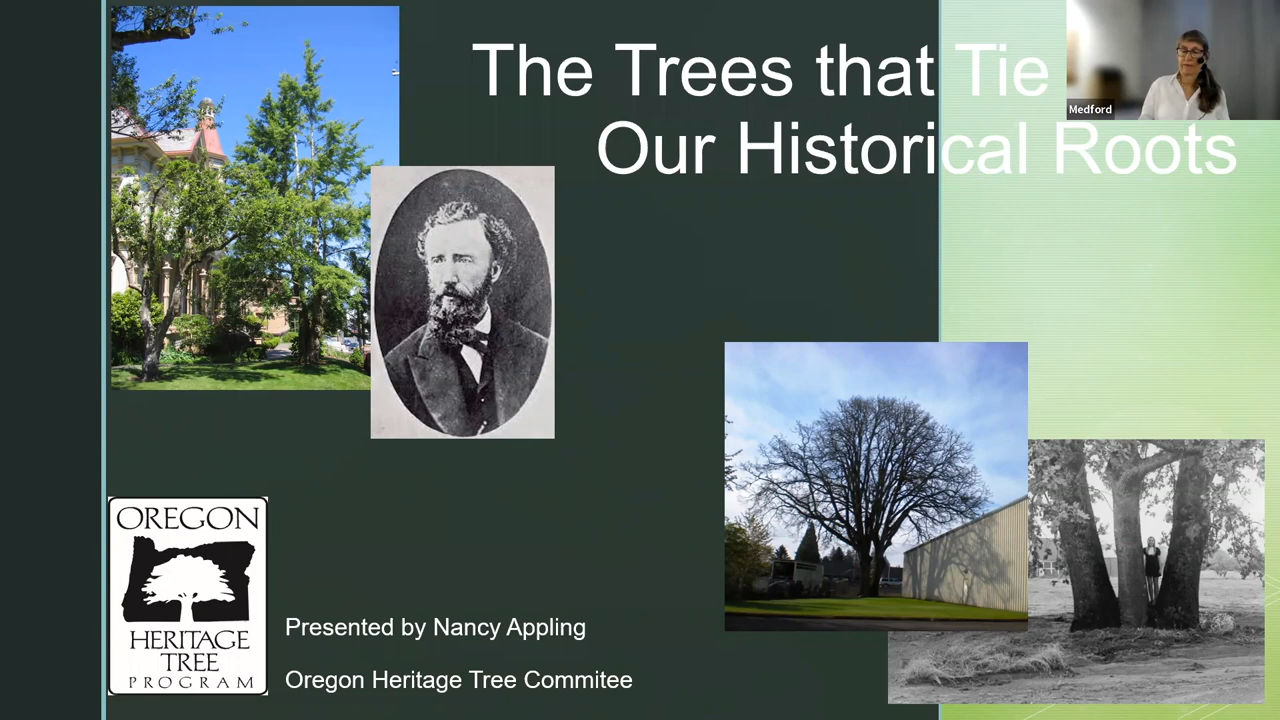 The Trees that Tie
Our Historical Roots
Medford
OREGON
HERITAGE
TREE
PROGRAM
Presented by Nancy Appling
Oregon Heritage Tree Commitee